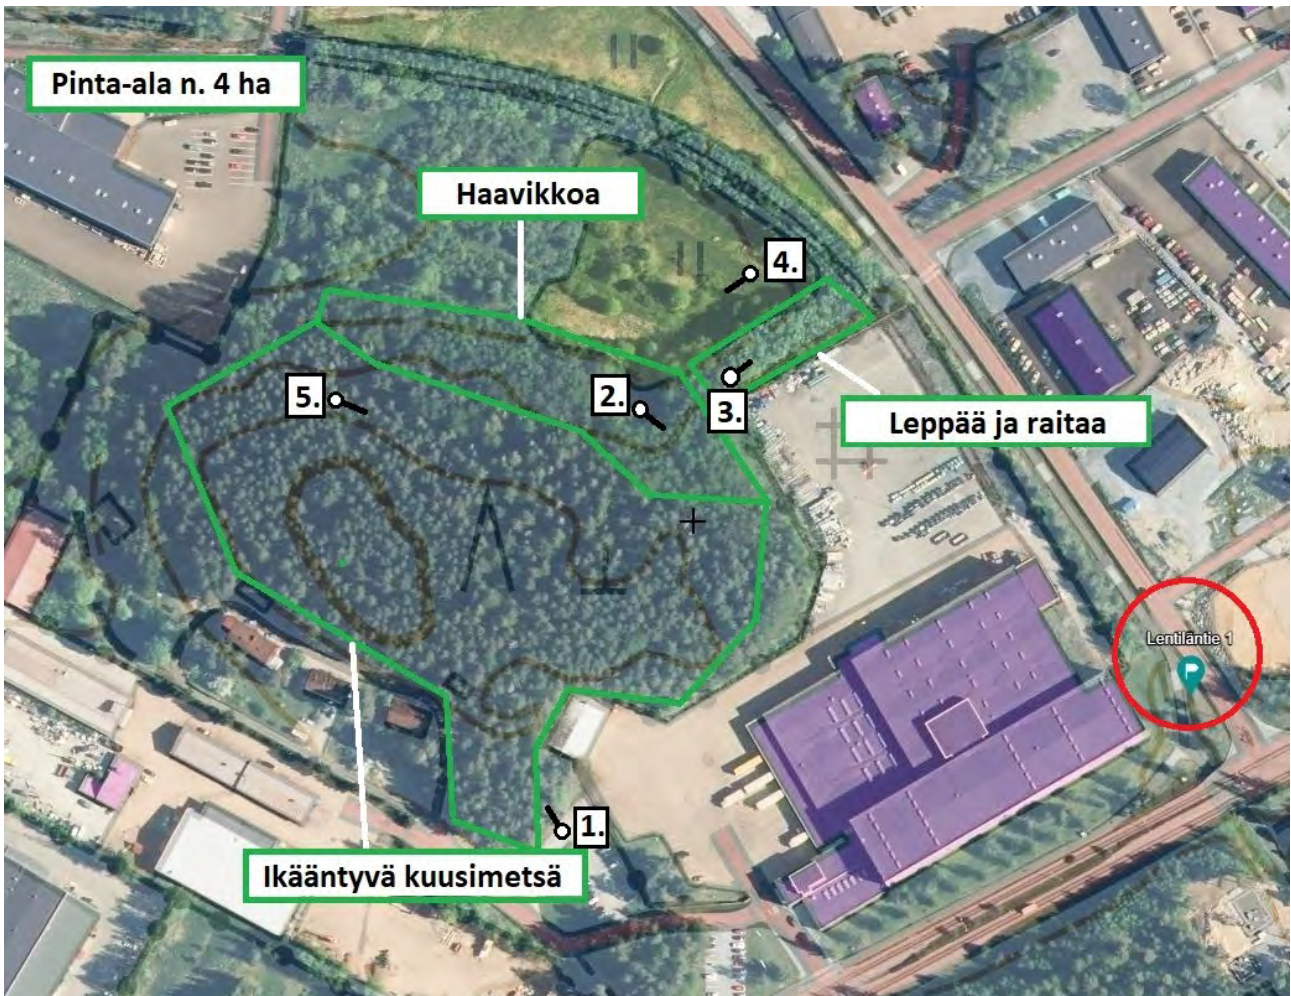 Pinta-ala n. 4 ha
Haavikkoa
4.
5.
2.
3.
Leppää ja raitaa
Lentiläntie 1
P
1.
Ikääntyvä kuusimetsä